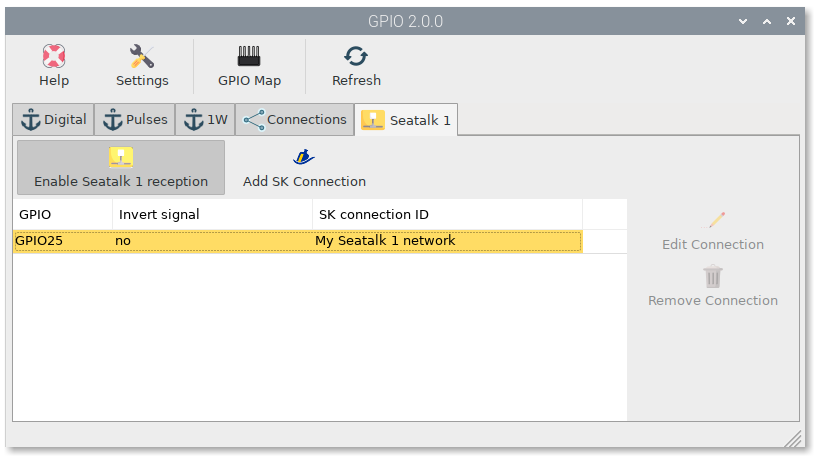 GPIO 2.0.0
Help Settings GPIO Map Refresh
Digital Pulses 1W Connections Seatalk 1
Enable Seatalk 1 reception Add SK Connection
GPIO Invert signal SK connection ID
GPIO25 no My Seatalk 1 network
Edit Connection
Remove Connection